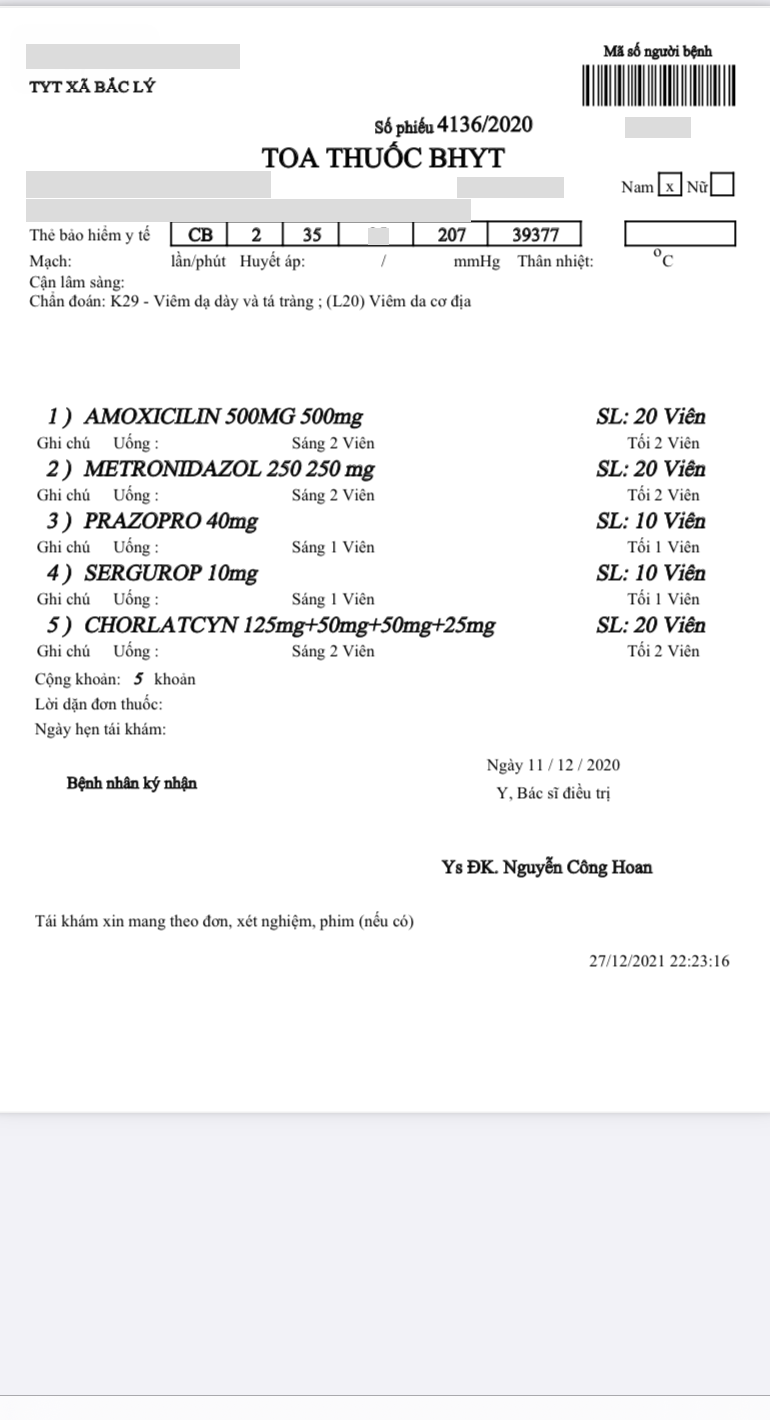 Mã số người bệnh
TYT XÃ BẮC LÝ
Số phiếu 4136/2020
TOA THUỐC BHYT
Nam x Nữ
Thẻ bảo hiểm y tế CB 2 35 207 39377
Mạch: lần/phút Huyết áp: / mmHg Thân nhiệt: °C
Cận lâm sàng:
Chẩn đoán: K29 - Viêm dạ dày và tá tràng ; (L20) Viêm da cơ địa
1 ) AMOXICILIN 500MG 500mg SL: 20 Viên
Ghi chú Uống : Sáng 2 Viên Tối 2 Viên
2 ) METRONIDAZOL 250 250 mg SL: 20 Viên
Ghi chú Uống : Sáng 2 Viên Tối 2 Viên
3 ) PRAZOPRO 40mg SL: 10 Viên
Ghi chú Uống : Sáng 1 Viên Tối 1 Viên
4 ) SERGUROP 10mg SL: 10 Viên
Ghi chú Uống : Sáng 1 Viên Tối 1 Viên
5 ) CHORLATCYN 125mg+50mg+50mg+25mg SL: 20 Viên
Ghi chú Uống : Sáng 2 Viên Tối 2 Viên
Cộng khoản: 5 khoản
Lời dặn đơn thuốc:
Ngày hẹn tái khám:
Ngày 11 / 12 / 2020
Bệnh nhân ký nhận
Y, Bác sĩ điều trị
Ys ĐK. Nguyễn Công Hoan
Tái khám xin mang theo đơn, xét nghiệm, phim (nếu có)
27/12/2021 22:23:16